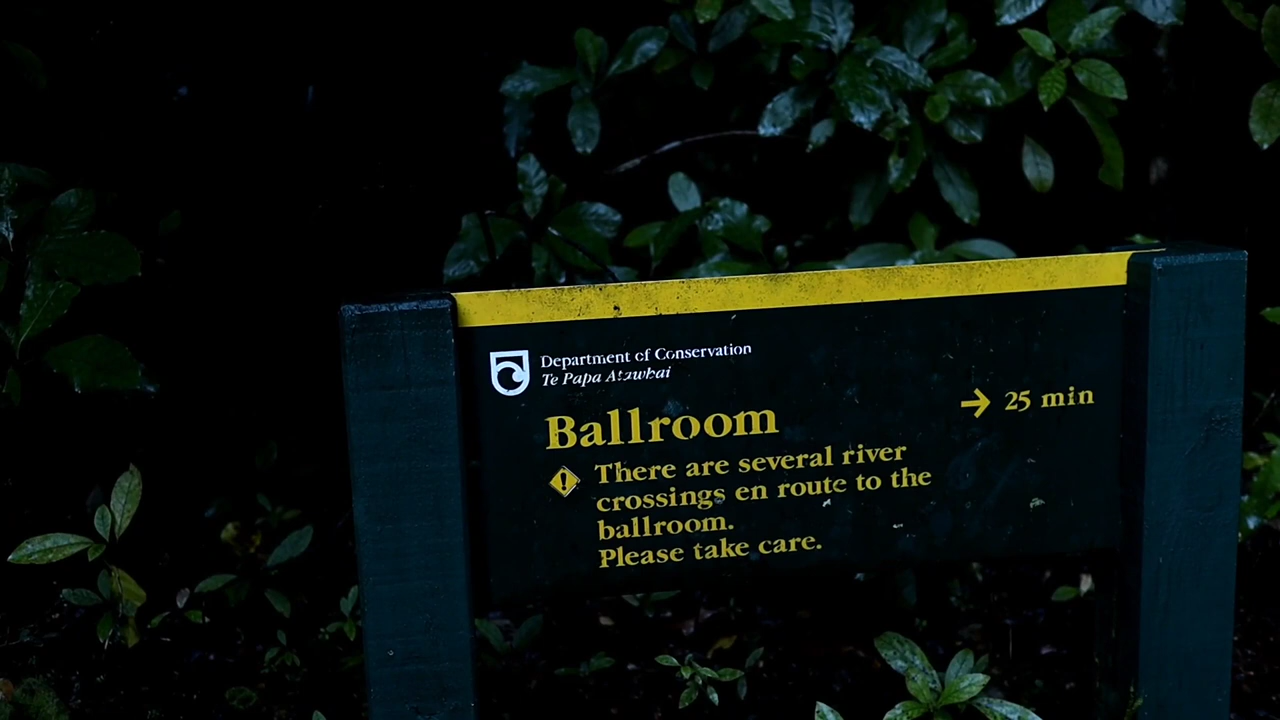 Department of Conservation
Te Papa Atawhai
Ballroom
→ 25 min
There are several river
crossings en route to the
ballroom.
Please take care.